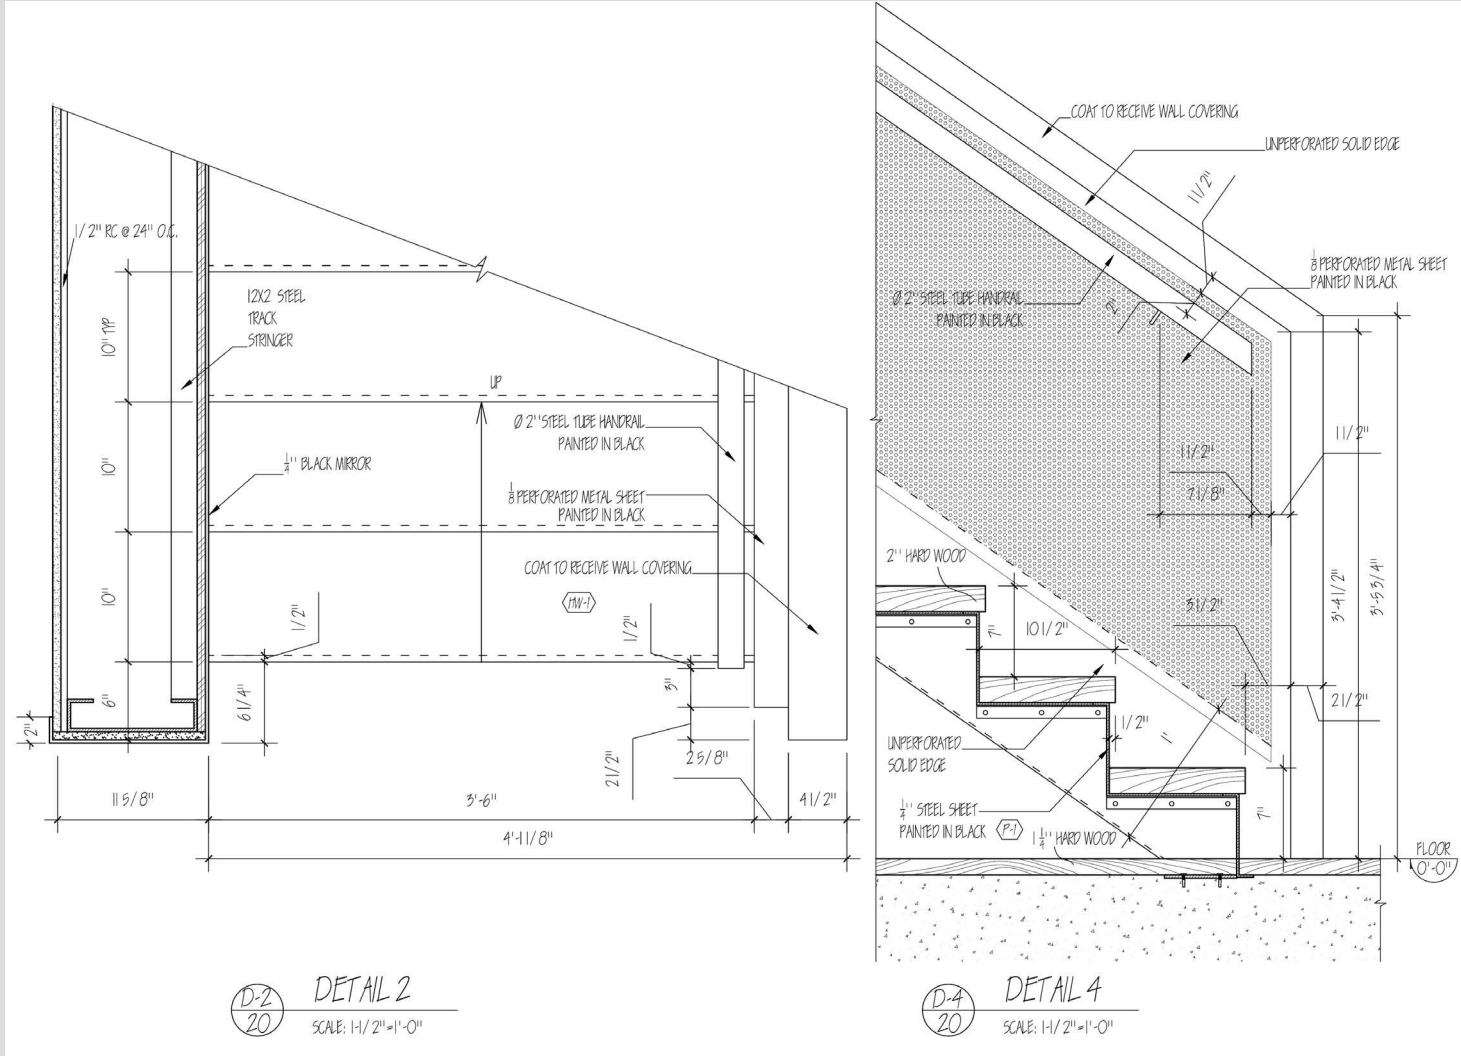 1/2" RC @ 24" O.C.
12X2 STEEL
TRACK
STRINGER
10" TYP
10"
10"
6"
2"
1/4" BLACK MIRROR
UP
Ø 2" STEEL TUBE HANDRAIL
PAINTED IN BLACK
1/8 PERFORATED METAL SHEET
PAINTED IN BLACK
COAT TO RECEIVE WALL COVERING
HW-1
1/2"
1/2"
6 1/4"
3"
2 1/2"
2 5/8"
11 5/8"
3'-6"
4 1/2"
4'-11/8"
D-2
20
DETAIL 2
SCALE: 1-1/2"=1'-0"
COAT TO RECEIVE WALL COVERING
UNPERFORATED SOLID EDGE
1 1/2"
1/8 PERFORATED METAL SHEET
PAINTED IN BLACK
Ø 2" STEEL TUBE HANDRAIL
PAINTED IN BLACK
2"
1 1/2"
1 1/2"
7 1/8"
2" HARD WOOD
7"
10 1/2"
3 1/2"
3'-4 1/2"
3'-5 3/4"
2 1/2"
1 1/2"
UNPERFORATED
SOLID EDGE
1/4" STEEL SHEET
PAINTED IN BLACK
P-1
1 1/4" HARD WOOD
7"
FLOOR
0'-0"
D-4
20
DETAIL 4
SCALE: 1-1/2"=1'-0"